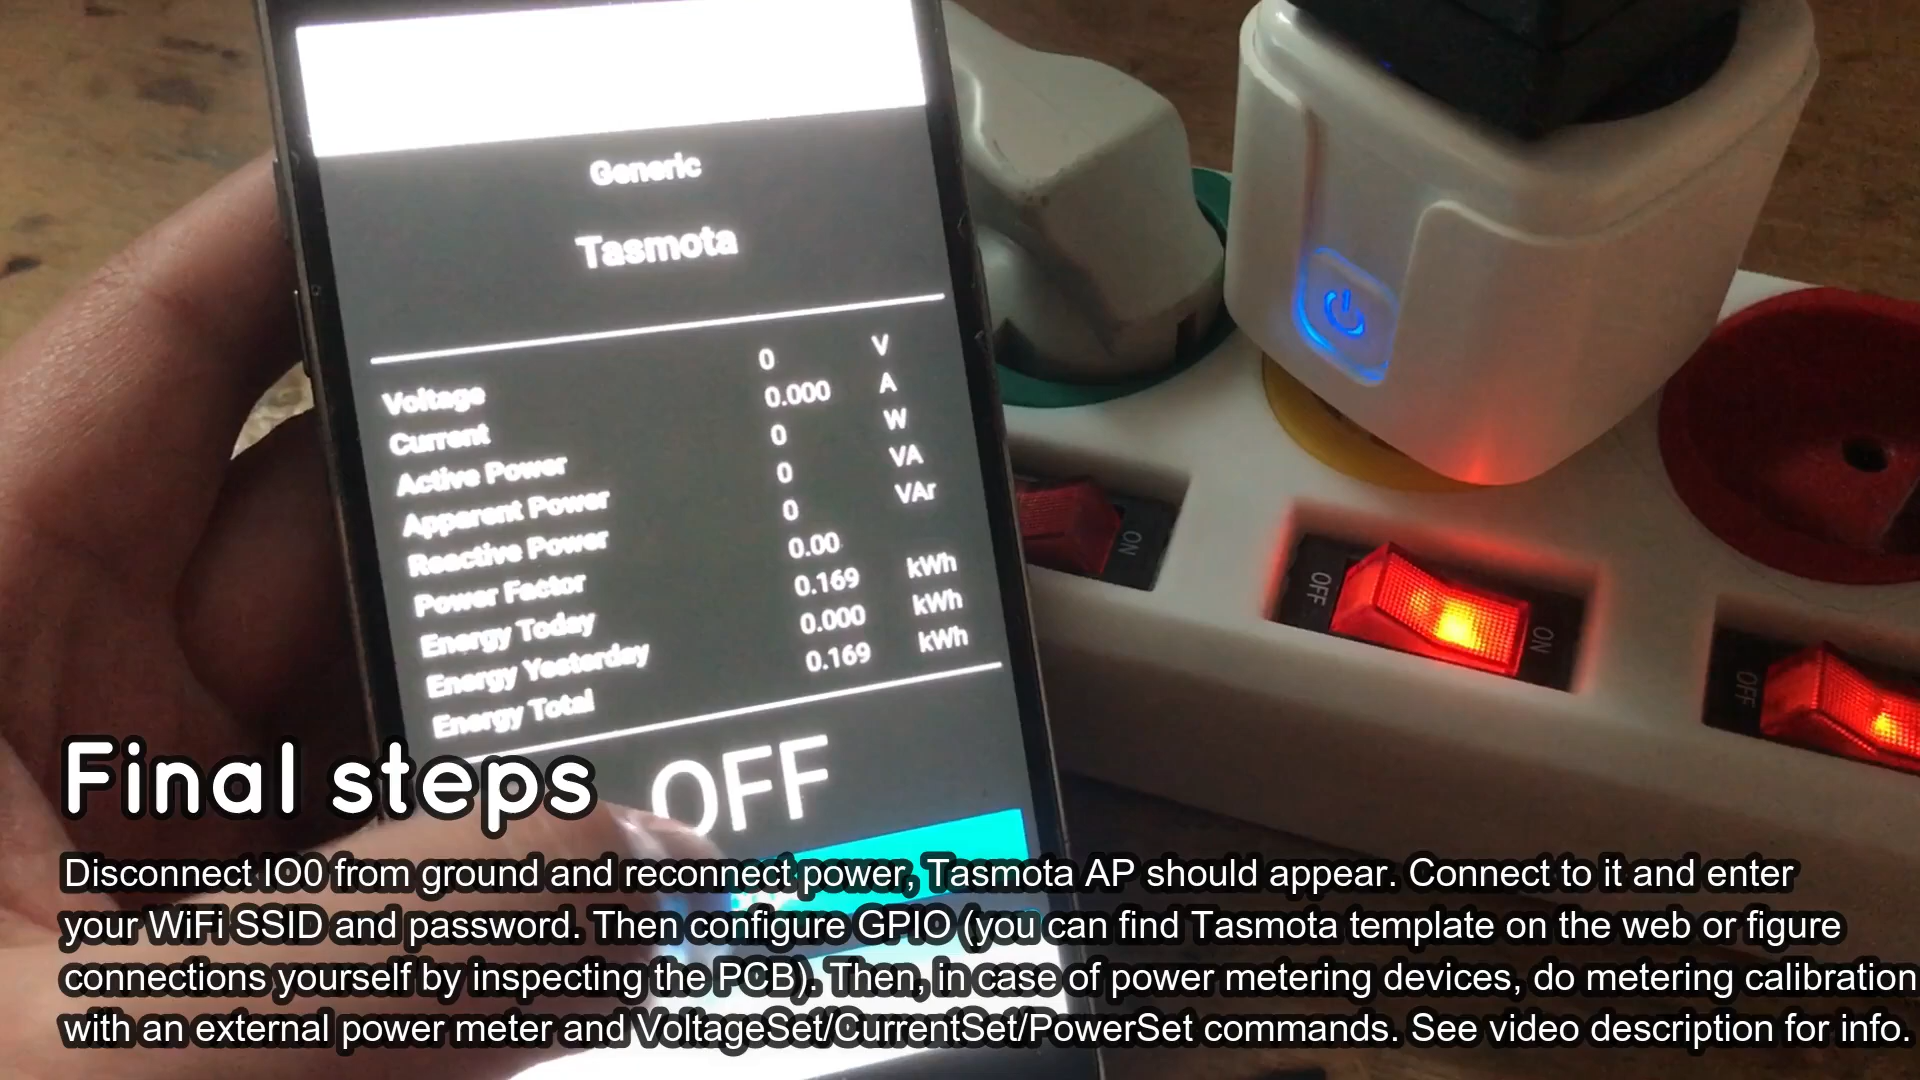 Generic
Tasmota
Voltage 0 V
Current 0.000 A
Active Power 0 W
Apparent Power 0 VA
Reactive Power 0 VAr
Power Factor 0.00
Energy Today 0.169 kWh
Energy Yesterday 0.000 kWh
Energy Total 0.169 kWh
OFF
ON
OFF
ON
OFF
Final steps
Disconnect IO0 from ground and reconnect power, Tasmota AP should appear. Connect to it and enter
your WiFi SSID and password. Then configure GPIO (you can find Tasmota template on the web or figure
connections yourself by inspecting the PCB). Then, in case of power metering devices, do metering calibration
with an external power meter and VoltageSet/CurrentSet/PowerSet commands. See video description for info.